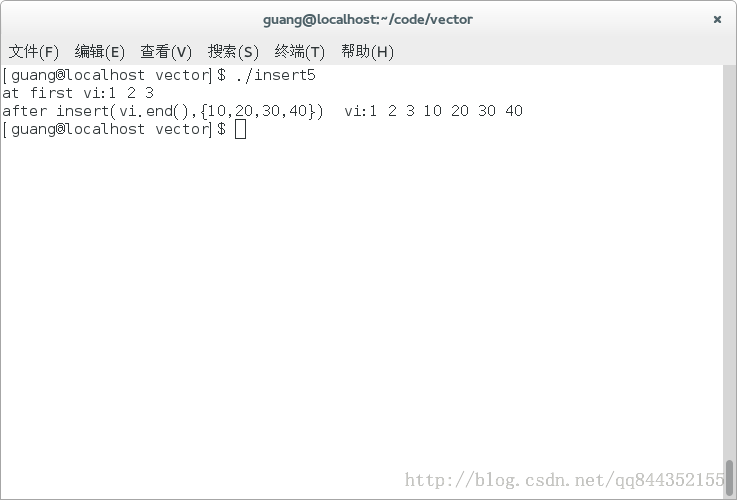 guang@localhost:~/code/vector
文件(F) 编辑(E) 查看(V) 搜索(S) 终端(T) 帮助(H)
[guang@localhost vector]$ ./insert5
at first vi:1 2 3
after insert(vi.end(),{10,20,30,40})  vi:1 2 3 10 20 30 40
[guang@localhost vector]$
http://blog.csdn.net/qq844352155